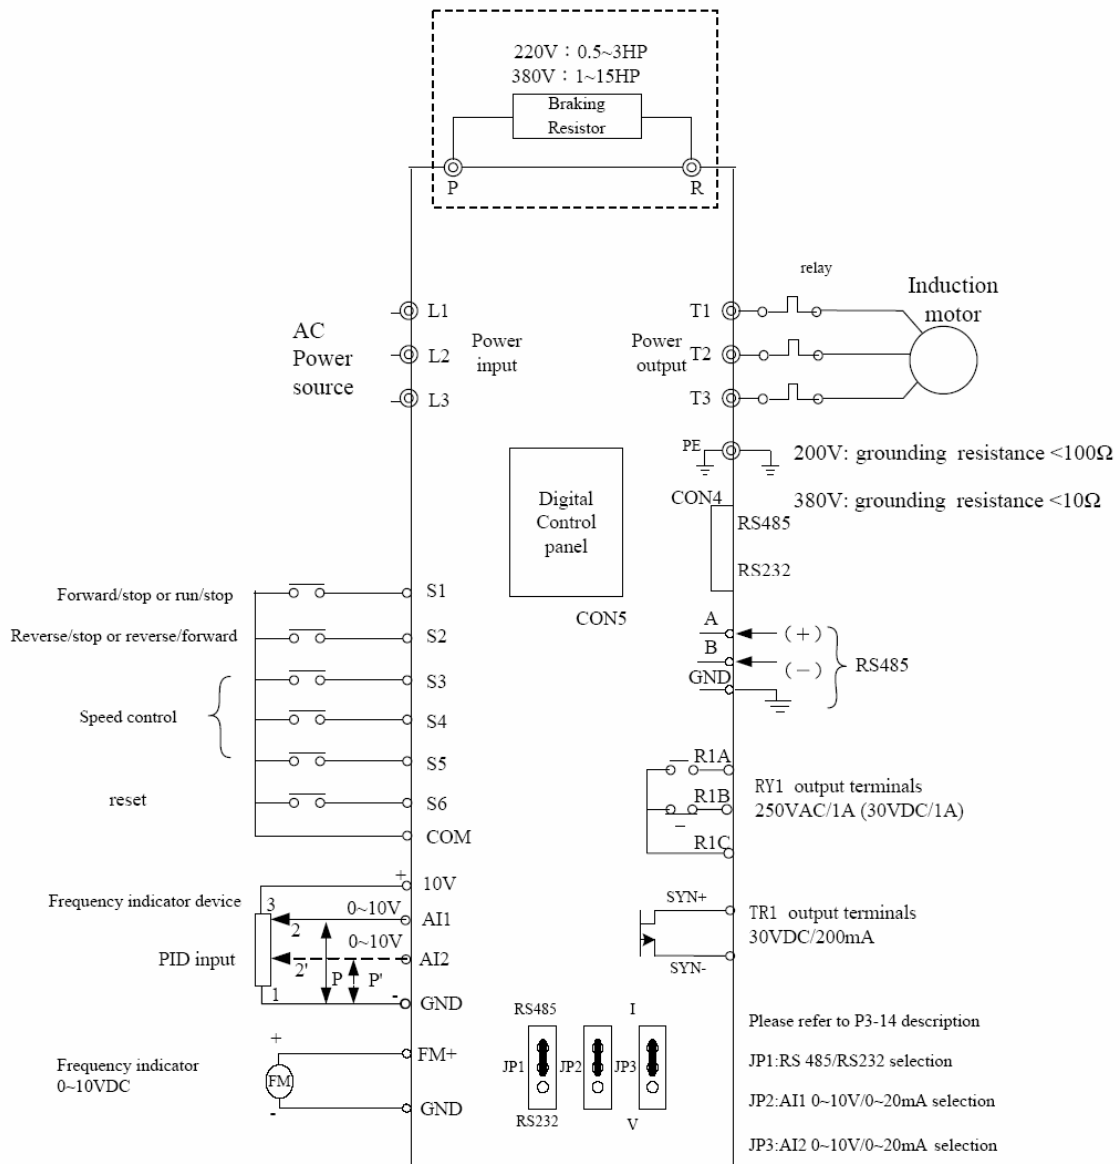 220V：0.5~3HP
380V：1~15HP
Braking
Resistor
P
R
relay
Induction
motor
AC
Power
source
L1
L2
L3
Power
input
Power
output
T1
T2
T3
PE
200V: grounding resistance <100Ω
380V: grounding resistance <10Ω
CON4
RS485
RS232
Digital
Control
panel
CON5
Forward/stop or run/stop
S1
Reverse/stop or reverse/forward
S2
S3
Speed control
S4
S5
reset
S6
COM
A
(+)
B
(−)
GND
RS485
R1A
R1B
R1C
RY1 output terminals
250VAC/1A (30VDC/1A)
+
10V
Frequency indicator device
3
2
0~10V
AI1
0~10V
PID input
2'
P
P'
AI2
1
-
GND
SYN+
SYN-
TR1 output terminals
30VDC/200mA
Frequency indicator
0~10VDC
+
FM+
FM
-
GND
RS485
I
JP1
JP2
JP3
RS232
V
Please refer to P3-14 description
JP1:RS 485/RS232 selection
JP2:AI1 0~10V/0~20mA selection
JP3:AI2 0~10V/0~20mA selection